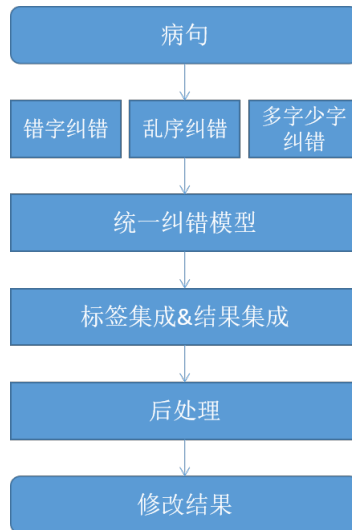 病句
错字纠错
乱序纠错
多字少字
纠错
统一纠错模型
标签集成&结果集成
后处理
修改结果